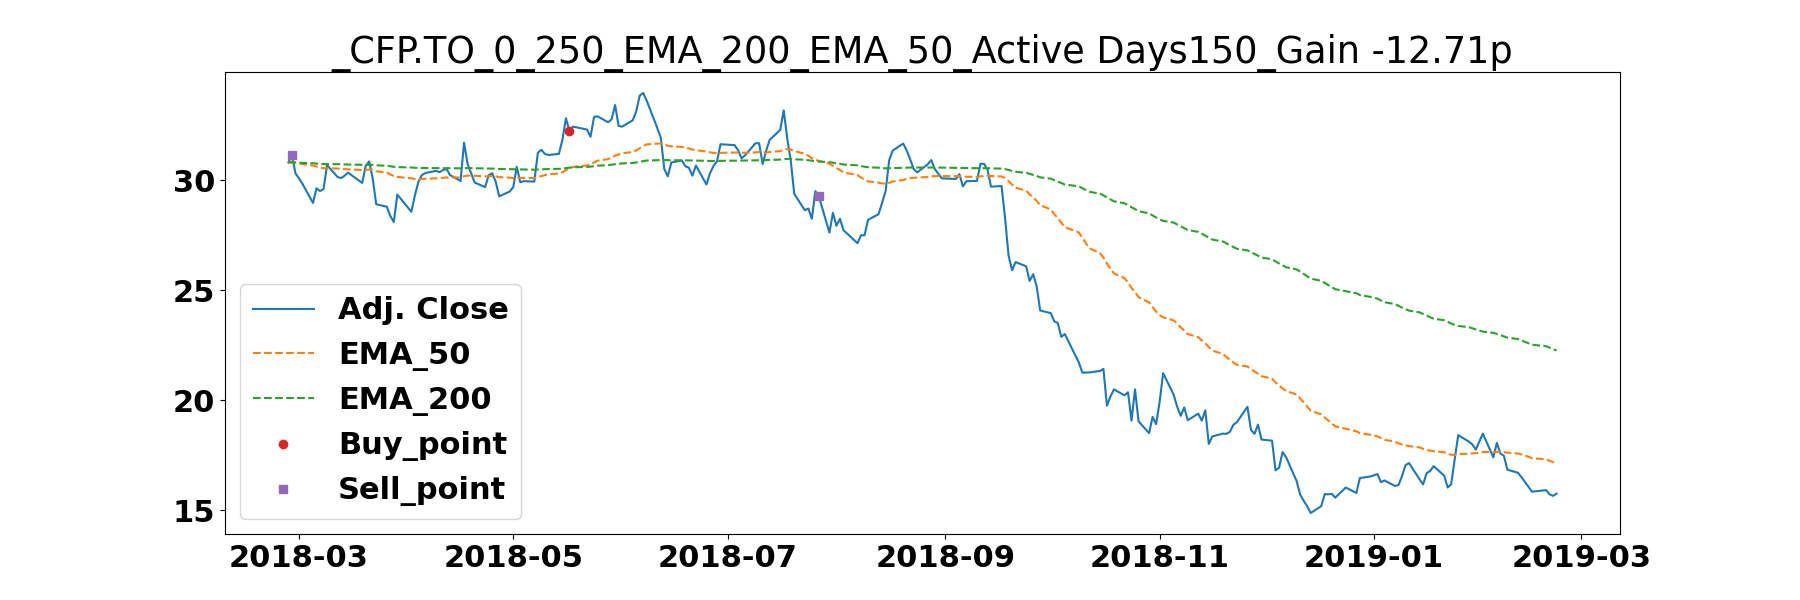 _CFP.TO_0_250_EMA_200_EMA_50_Active Days150_Gain -12.71p
30
25
20
15
Adj. Close
EMA_50
EMA_200
Buy_point
Sell_point
2018-03 2018-05 2018-07 2018-09 2018-11 2019-01 2019-03